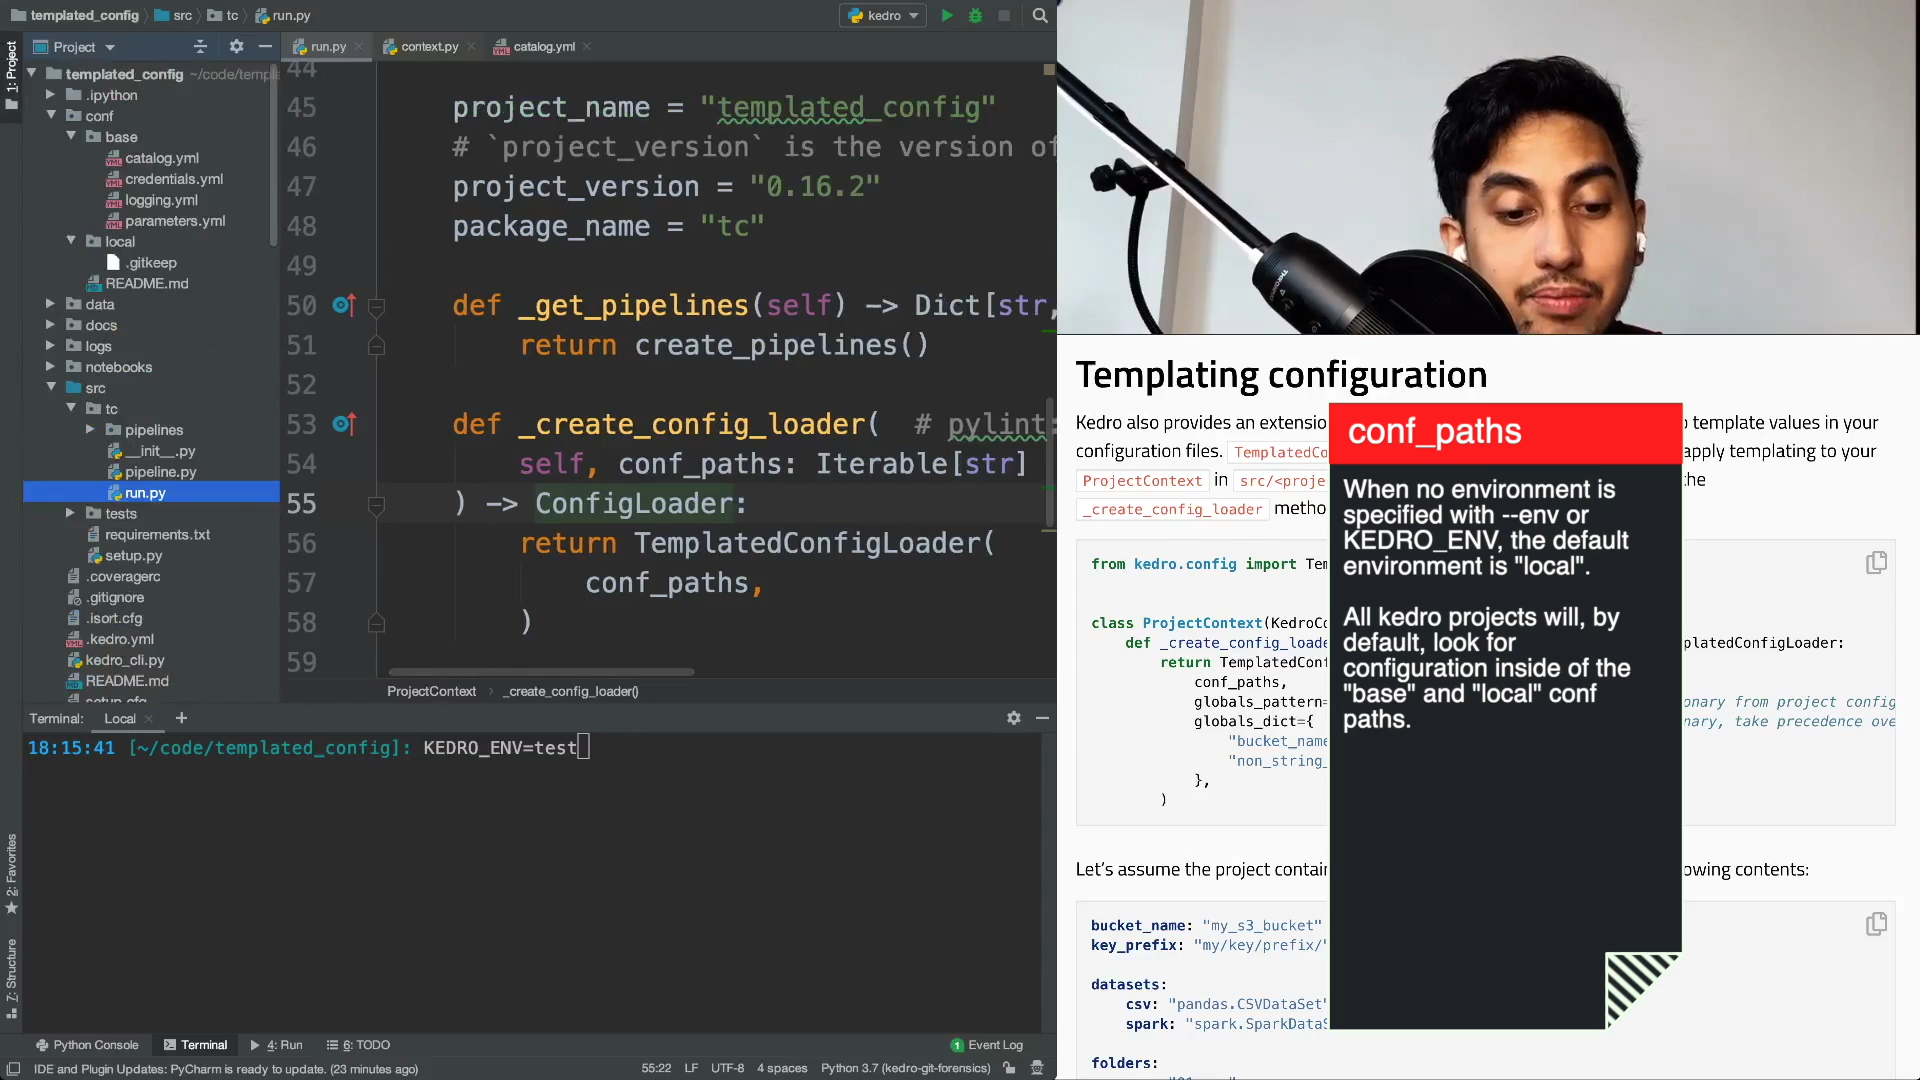 templated_config
src
tc
run.py
kedro
1: Project
Project
run.py
context.py
catalog.yml
templated_config ~/code/templ
.ipython
conf
base
catalog.yml
credentials.yml
logging.yml
parameters.yml
local
.gitkeep
README.md
data
docs
logs
notebooks
src
tc
pipelines
__init__.py
pipeline.py
run.py
tests
requirements.txt
setup.py
.coveragerc
.gitignore
.isort.cfg
.kedro.yml
kedro_cli.py
README.md
setup.cfg
44
45 project_name = "templated_config"
46 # `project_version` is the version of
47 project_version = "0.16.2"
48 package_name = "tc"
49
50 def _get_pipelines(self) -> Dict[str,
51 return create_pipelines()
52
53 def _create_config_loader( # pylint:
54 self, conf_paths: Iterable[str]
55 ) -> ConfigLoader:
56 return TemplatedConfigLoader(
57 conf_paths,
58 )
59
ProjectContext
_create_config_loader()
Terminal:
Local
18:15:41 [~/code/templated_config]: KEDRO_ENV=test
2: Favorites
7: Structure
Python Console
Terminal
4: Run
6: TODO
1 Event Log
IDE and Plugin Updates: PyCharm is ready to update. (23 minutes ago)
55:22 LF UTF-8 4 spaces Python 3.7 (kedro-git-forensics)
Templating configuration
Kedro also provides an extensio
o template values in your
configuration files. TemplatedCo
apply templating to your
ProjectContext in src/<proje
the
_create_config_loader metho
from kedro.config import Tem
class ProjectContext(KedroCo
def _create_config_loade
platedConfigLoader:
return TemplatedConf
conf_paths,
globals_pattern=
onary from project config
globals_dict={
nary, take precedence ove
"bucket_name
"non_string_
},
)
Let's assume the project contain
owing contents:
bucket_name: "my_s3_bucket"
key_prefix: "my/key/prefix/"
datasets:
csv: "pandas.CSVDataSet"
spark: "spark.SparkDataS
folders:
conf_paths
When no environment is
specified with --env or
KEDRO_ENV, the default
environment is "local".
All kedro projects will, by
default, look for
configuration inside of the
"base" and "local" conf
paths.